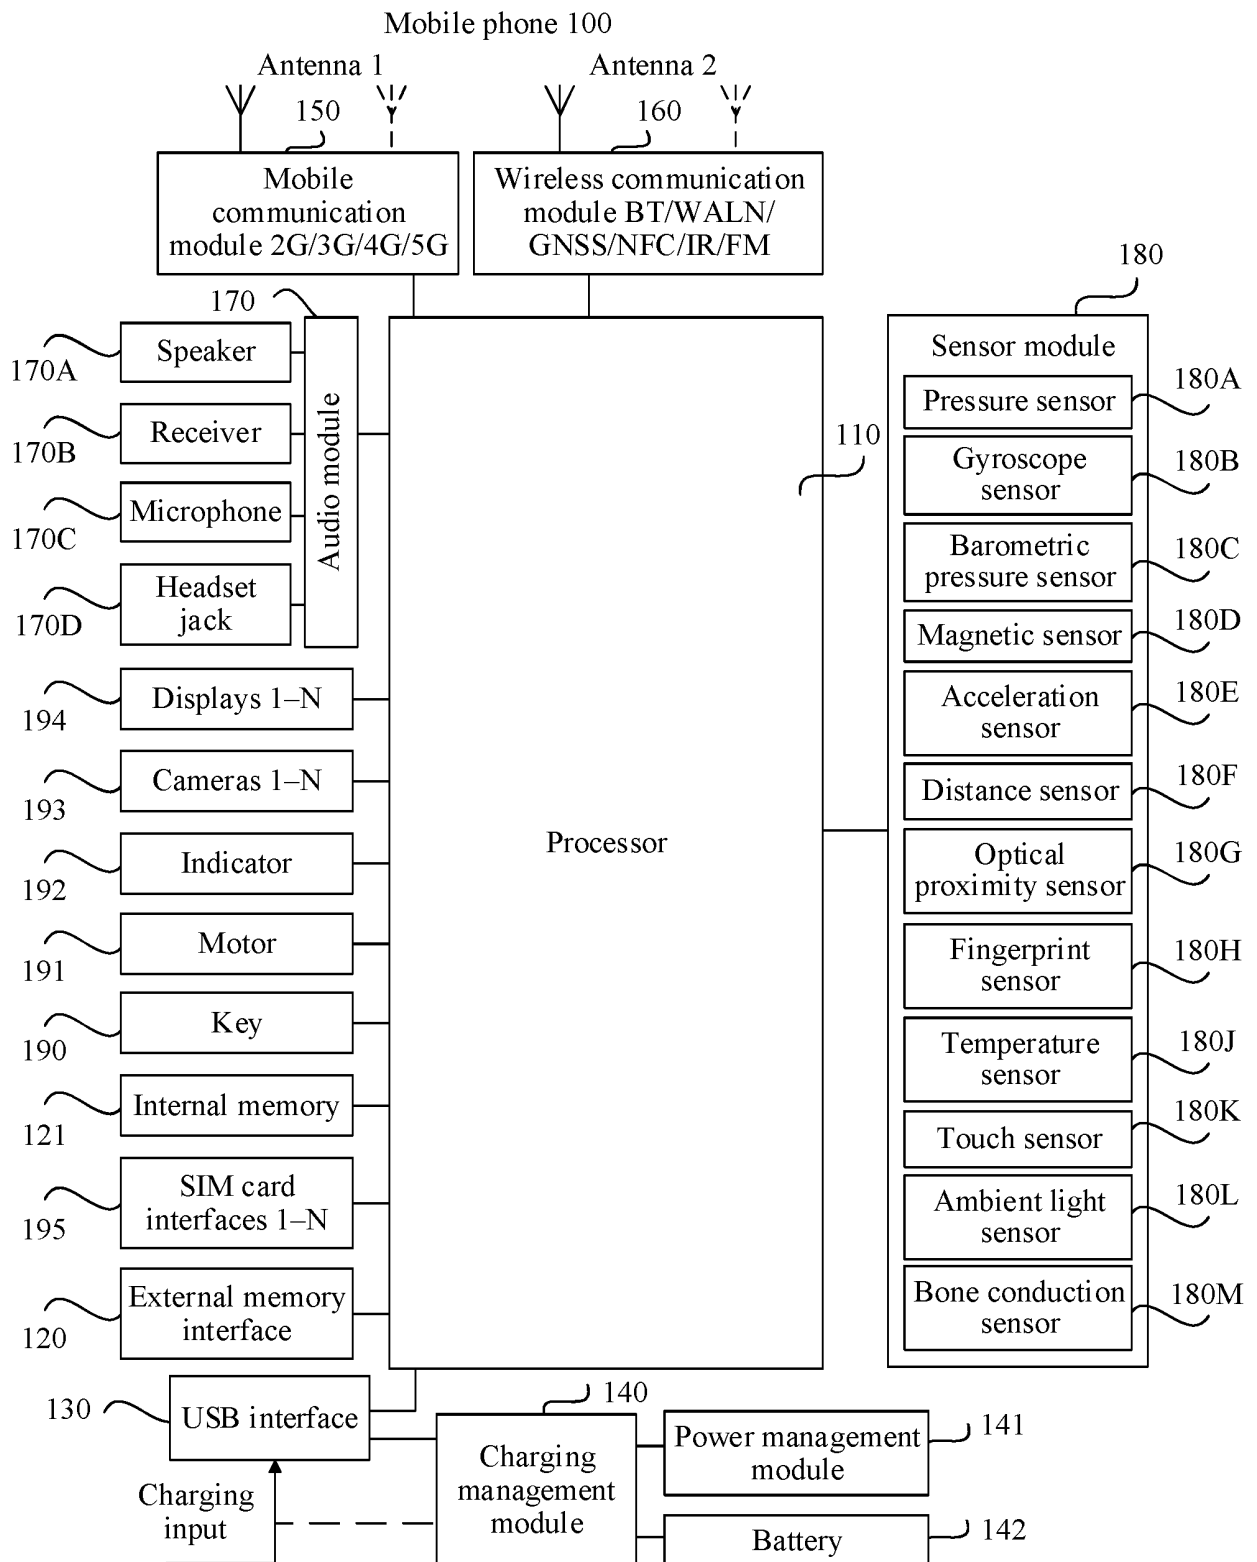 Mobile phone 100
Antenna 1
Antenna 2
150
160
Mobile
communication
module 2G/3G/4G/5G
Wireless communication
module BT/WALN/
GNSS/NFC/IR/FM
170
180
Speaker
170A
Receiver
170B
Microphone
170C
Headset
jack
170D
Audio module
Displays 1–N
194
Cameras 1–N
193
Indicator
192
Motor
191
Key
190
Internal memory
121
SIM card
interfaces 1–N
195
External memory
interface
120
110
Processor
Sensor module
Pressure sensor
180A
Gyroscope
sensor
180B
Barometric
pressure sensor
180C
Magnetic sensor
180D
Acceleration
sensor
180E
Distance sensor
180F
Optical
proximity sensor
180G
Fingerprint
sensor
180H
Temperature
sensor
180J
Touch sensor
180K
Ambient light
sensor
180L
Bone conduction
sensor
180M
130
USB interface
140
Charging
management
module
Power management
module
141
Charging
input
Battery
142